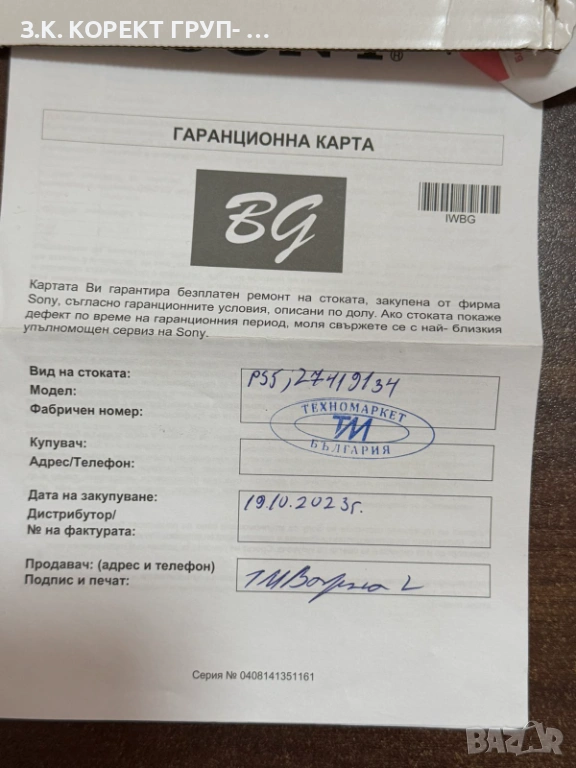 З.К. КОРЕКТ ГРУП- ...
SONY®
ГАРАНЦИОННА КАРТА
BG
IWBG
Картата Ви гарантира безплатен ремонт на стоката, закупена от фирма
Sony, съгласно гаранционните условия, описани по долу. Ако стоката покаже
дефект по време на гаранционния период, моля свържете се с най- близкия
упълномощен сервиз на Sony.
Вид на стоката:
PS5, 27419134
Модел:
Фабричен номер:
ТЕХНОМАРКЕТ
ТМ
БЪЛГАРИЯ
Купувач:
Адрес/Телефон:
Дата на закупуване:
19.10.2023г.
Дистрибутор/
№ на фактурата:
Продавач: (адрес и телефон)
Подпис и печат:
ТМ Варна 2
Серия № 0408141351161
BAZAR